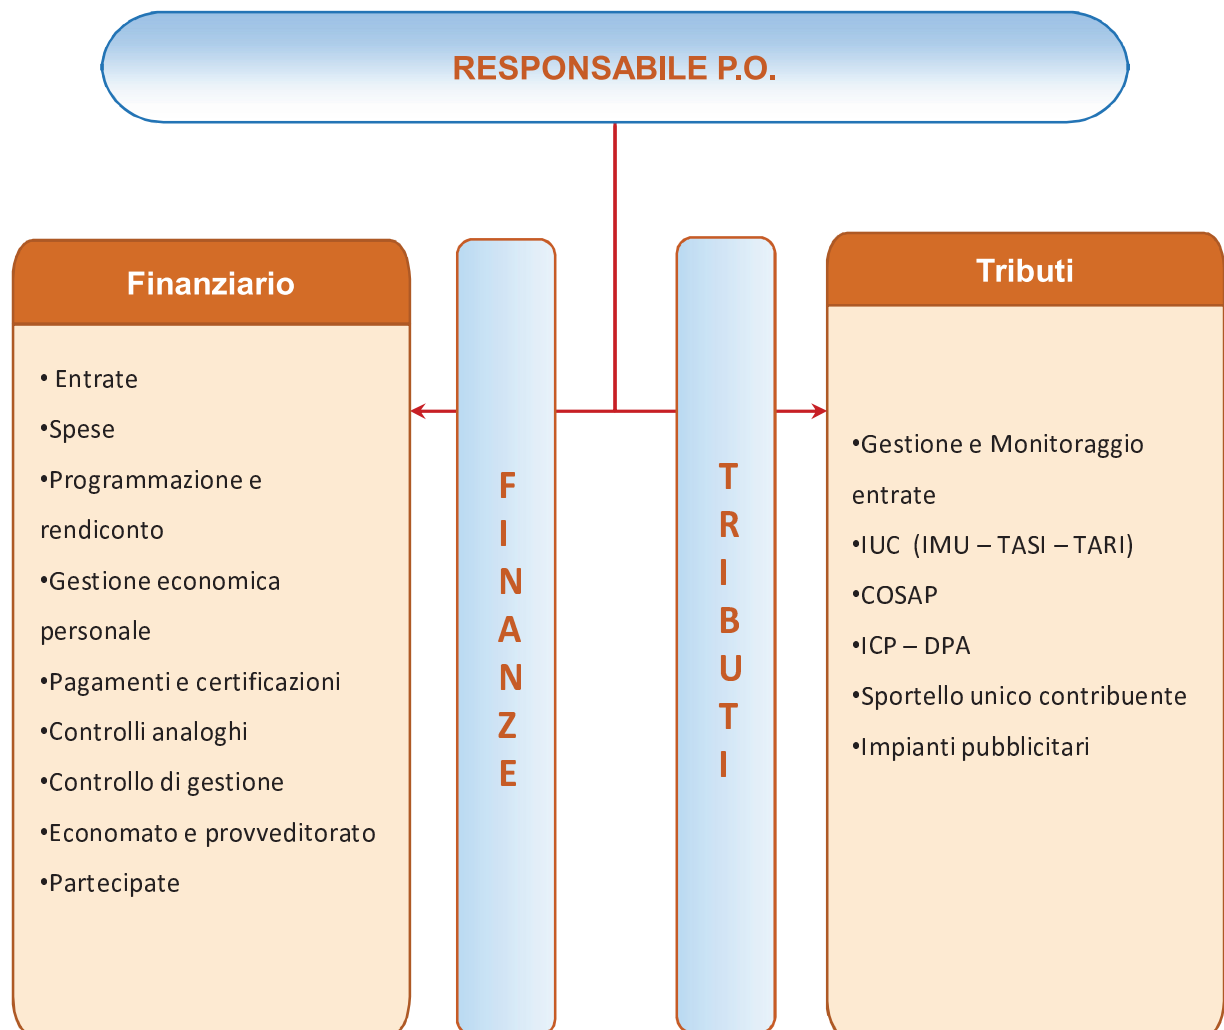 RESPONSABILE P.O.
Finanziario
• Entrate
•Spese
•Programmazione e
rendiconto
•Gestione economica
personale
•Pagamenti e certificazioni
•Controlli analoghi
•Controllo di gestione
•Economato e provveditorato
•Partecipate
F
I
N
A
N
Z
E
T
R
I
B
U
T
I
Tributi
•Gestione e Monitoraggio
entrate
•IUC  (IMU – TASI – TARI)
•COSAP
•ICP – DPA
•Sportello unico contribuente
•Impianti pubblicitari